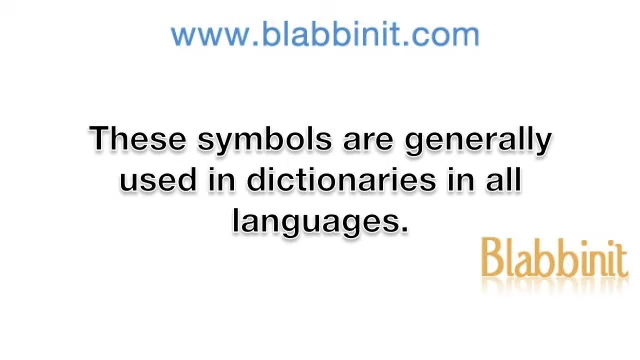 www.blabbinit.com
These symbols are generally
used in dictionaries in all
languages.
Blabbinit